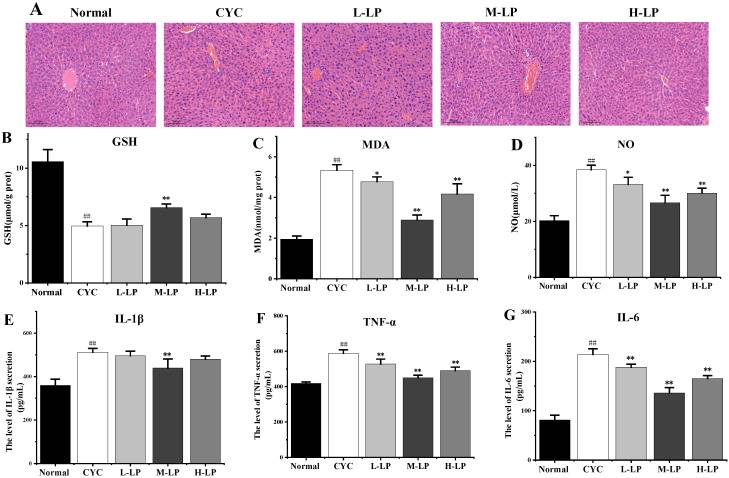 A
Normal CYC L-LP M-LP H-LP
B GSH
GSH(μmol/g prot)
10
5
0
Normal CYC L-LP M-LP H-LP
## **
C MDA
MDA(nmol/mg prot)
6
4
2
0
Normal CYC L-LP M-LP H-LP
## * ** **
D NO
NO(μmol/L)
40
20
0
Normal CYC L-LP M-LP H-LP
## * ** **
E IL-1β
The level of IL-1β secretion
(pg/mL)
600
400
200
0
Normal CYC L-LP M-LP H-LP
## **
F TNF-α
The level of TNF-α secretion
(pg/mL)
600
400
200
0
Normal CYC L-LP M-LP H-LP
## ** ** **
G IL-6
The level of IL-6 secretion
(pg/mL)
200
100
0
Normal CYC L-LP M-LP H-LP
## ** ** **